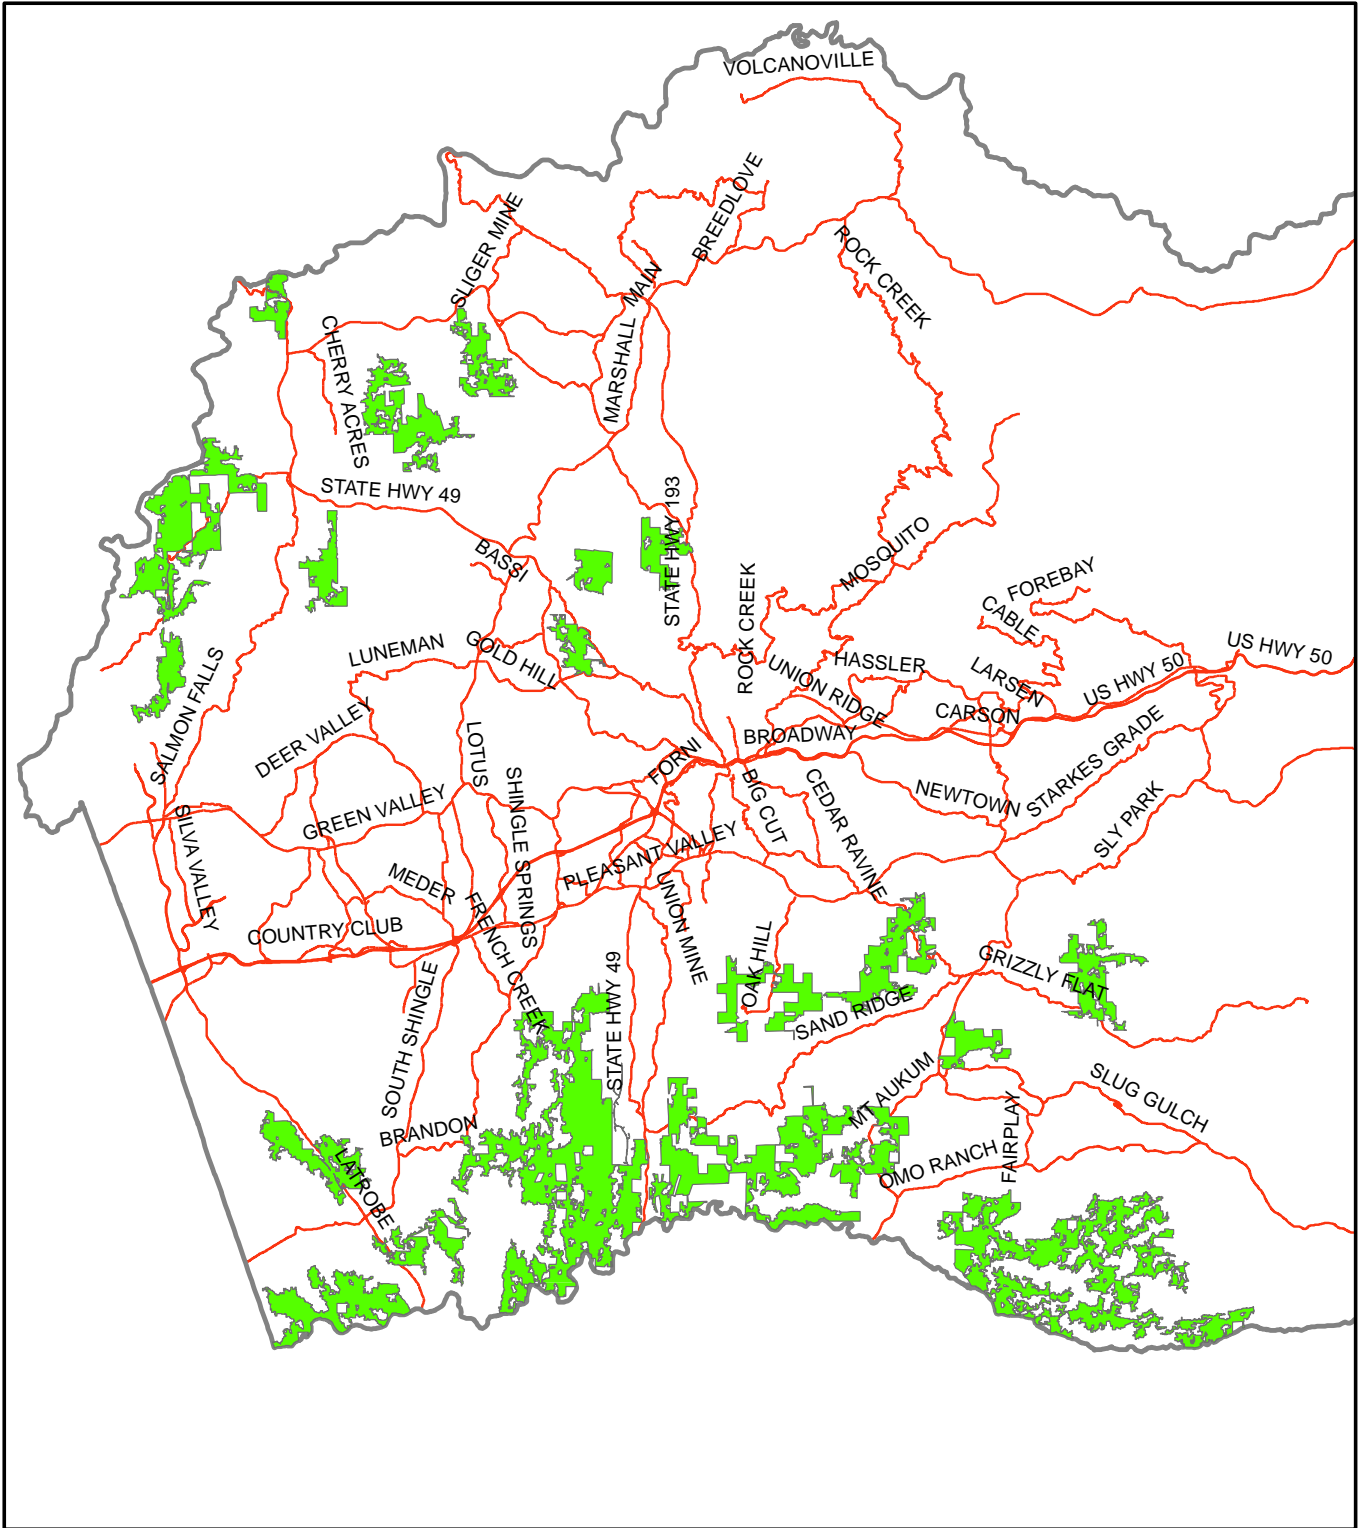 VOLCANOVILLE
BREEDLOVE
SLIGER MINE
ROCK CREEK
MAIN
MARSHALL
CHERRY ACRES
STATE HWY 49
STATE HWY 193
BASSI
MOSQUITO
FOREBAY
CABLE
ROCK CREEK
US HWY 50
LUNEMAN
GOLD HILL
HASSLER
UNION RIDGE
LARSEN
US HWY 50
SALMON FALLS
CARSON
DEER VALLEY
LOTUS
BROADWAY
FORNI
STARKES GRADE
SHINGLE SPRINGS
BIG CUT
CEDAR RAVINE
NEWTOWN
GREEN VALLEY
SILVA VALLEY
SLY PARK
PLEASANT VALLEY
MEDER
FRENCH CREEK
UNION MINE
COUNTRY CLUB
OAK HILL
GRIZZLY FLAT
SOUTH SHINGLE
STATE HWY 49
SAND RIDGE
MT AUKUM
SLUG GULCH
BRANDON
FAIRPLAY
OMO RANCH
LATROBE